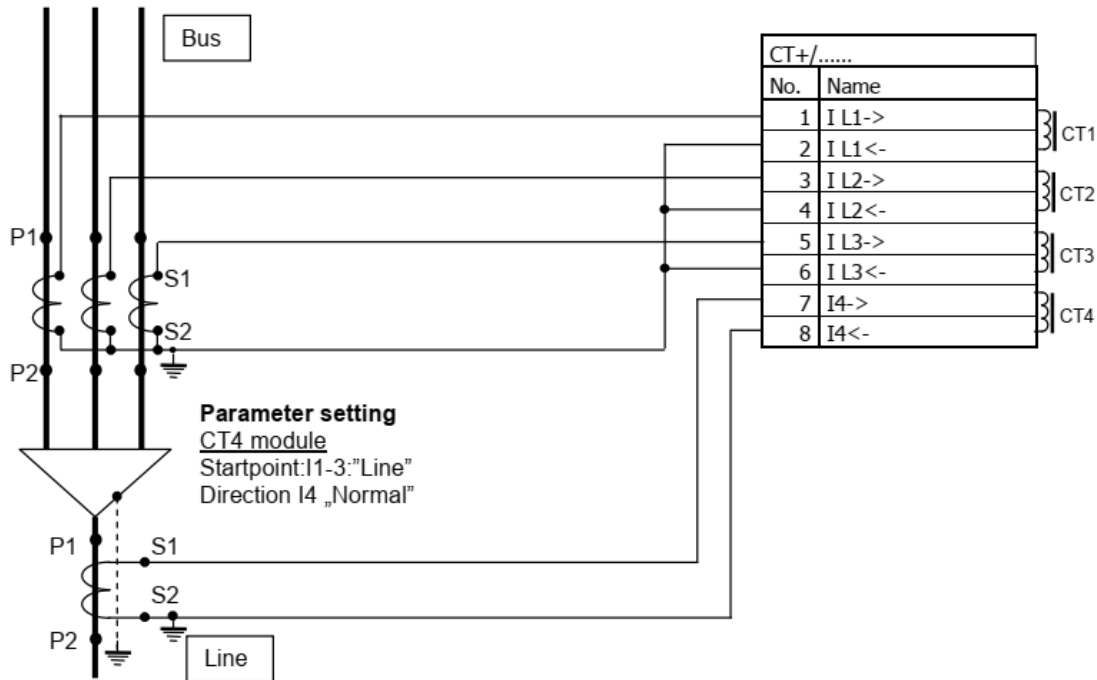 Bus
CT+/......
No. Name
1 I L1->
2 I L1<-
3 I L2->
4 I L2<-
5 I L3->
6 I L3<-
7 I4->
8 I4<-
CT1
CT2
CT3
CT4
P1
S1
S2
P2
Parameter setting
CT4 module
Startpoint:I1-3:”Line”
Direction I4 „Normal”
P1
S1
S2
P2
Line